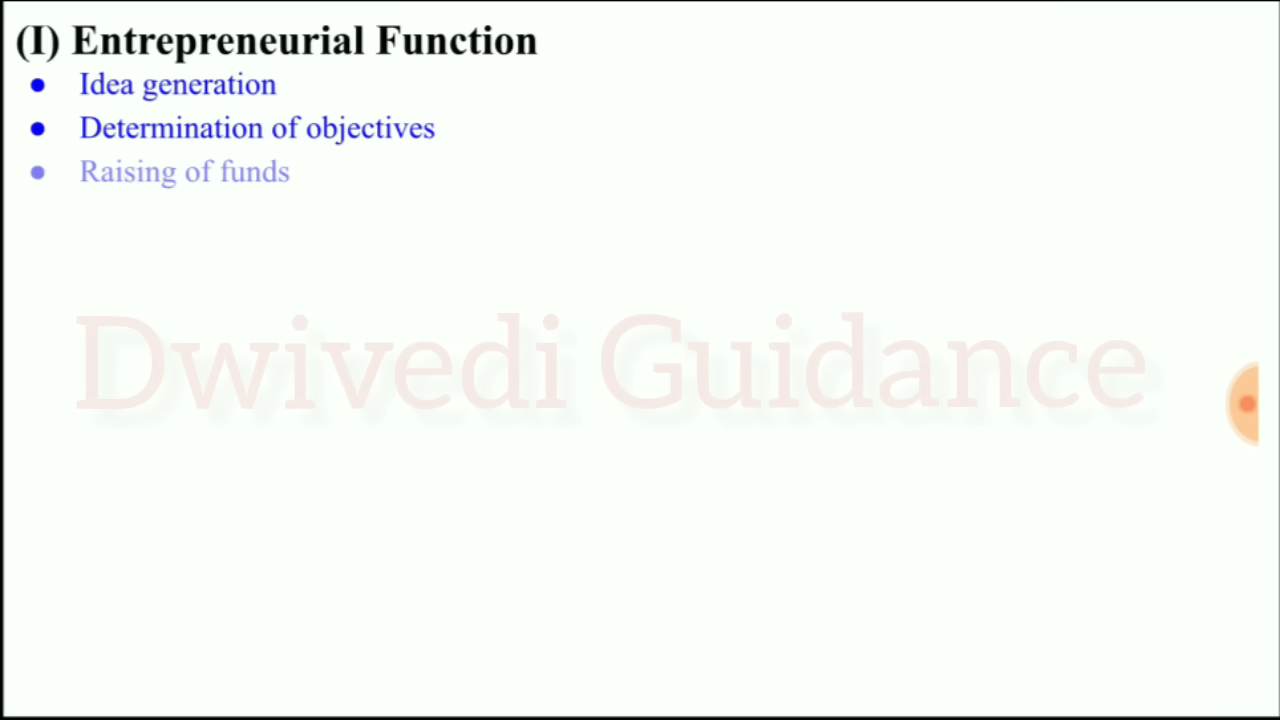 (I) Entrepreneurial Function
● Idea generation
● Determination of objectives
● Raising of funds
Dwivedi Guidance